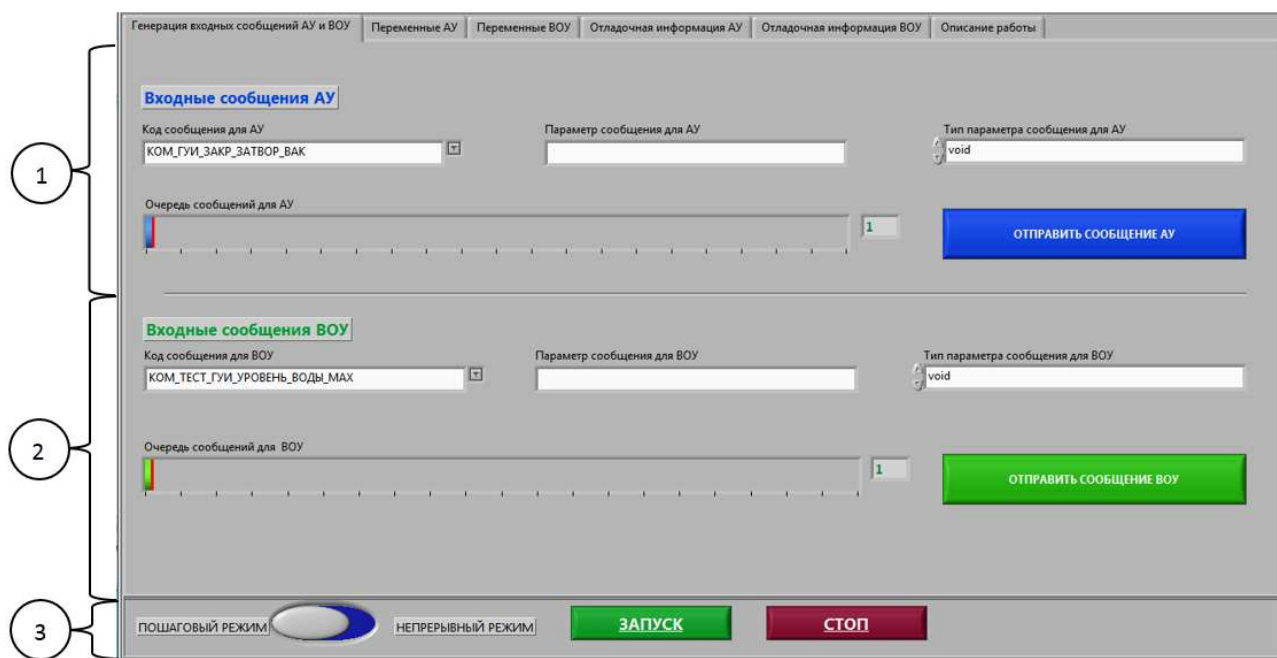 Генерация входных сообщений АУ и ВОУ Переменные АУ Переменные ВОУ Отладочная информация АУ Отладочная информация ВОУ Описание работы
Входные сообщения АУ
Код сообщения для АУ Параметр сообщения для АУ Тип параметра сообщения для АУ
КОМ_ГУИ_ЗАКР_ЗАТВОР_ВАК void
1
Очередь сообщений для АУ
1 ОТПРАВИТЬ СООБЩЕНИЕ АУ
Входные сообщения ВОУ
Код сообщения для ВОУ Параметр сообщения для ВОУ Тип параметра сообщения для ВОУ
КОМ_ТЕСТ_ГУИ_УРОВЕНЬ_ВОДЫ_MAX void
2
Очередь сообщений для ВОУ
1 ОТПРАВИТЬ СООБЩЕНИЕ ВОУ
3
ПОШАГОВЫЙ РЕЖИМ НЕПРЕРЫВНЫЙ РЕЖИМ ЗАПУСК СТОП